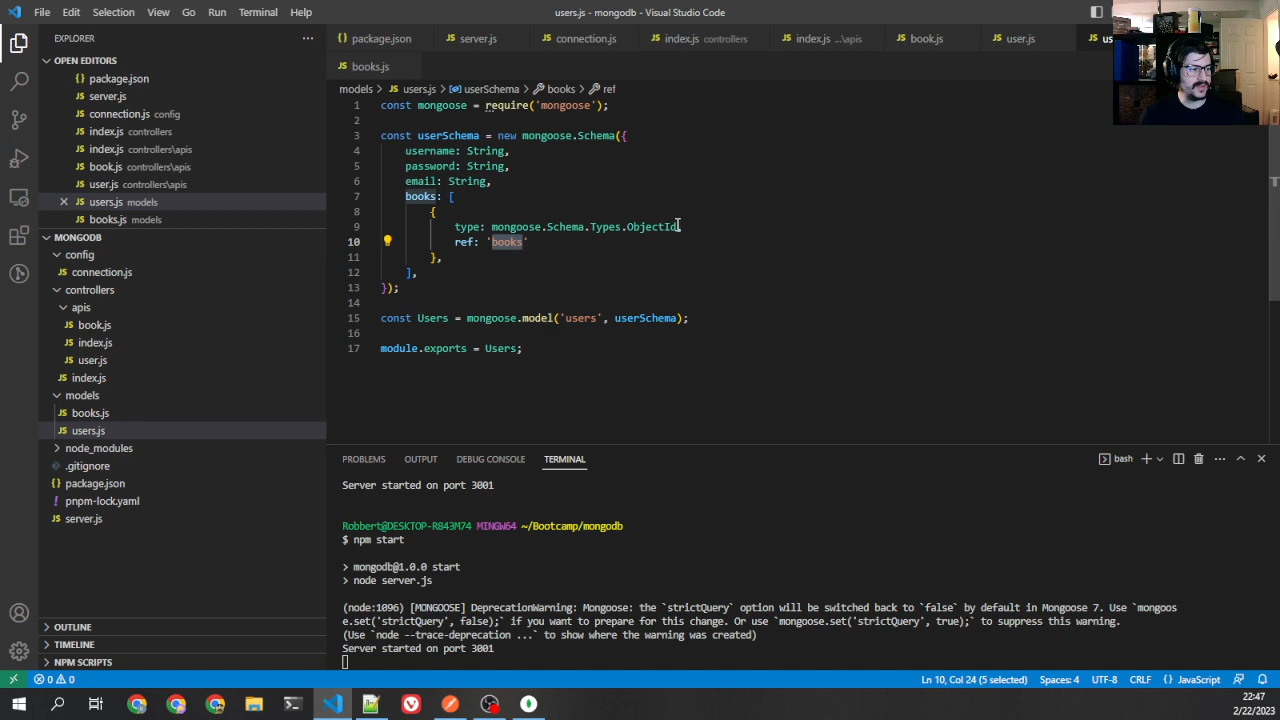 File Edit Selection View Go Run Terminal Help
users.js - mongodb - Visual Studio Code
EXPLORER
OPEN EDITORS
package.json
server.js
connection.js config
index.js controllers
index.js controllers\apis
book.js controllers\apis
user.js controllers\apis
users.js models
books.js models
MONGODB
config
connection.js
controllers
apis
book.js
index.js
user.js
index.js
models
books.js
users.js
node_modules
.gitignore
package.json
pnpm-lock.yaml
server.js
OUTLINE
TIMELINE
NPM SCRIPTS
package.json server.js connection.js index.js controllers index.js ...\apis book.js user.js us
books.js
models > users.js > userSchema > books > ref
1 const mongoose = require('mongoose');
2
3 const userSchema = new mongoose.Schema({
4 username: String,
5 password: String,
6 email: String,
7 books: [
8 {
9 type: mongoose.Schema.Types.ObjectId
10 ref: 'books'
11 },
12 ],
13 });
14
15 const Users = mongoose.model('users', userSchema);
16
17 module.exports = Users;
PROBLEMS OUTPUT DEBUG CONSOLE TERMINAL
bash
Server started on port 3001
Robbert@DESKTOP-R843M74 MINGW64 ~/Bootcamp/mongodb
$ npm start
> mongodb@1.0.0 start
> node server.js
(node:1096) [MONGOOSE] DeprecationWarning: Mongoose: the `strictQuery` option will be switched back to `false` by default in Mongoose 7. Use `mongoos
e.set('strictQuery', false);` if you want to prepare for this change. Or use `mongoose.set('strictQuery', true);` to suppress this warning.
(Use `node --trace-deprecation ...` to show where the warning was created)
Server started on port 3001
0 0
Ln 10, Col 24 (5 selected) Spaces: 4 UTF-8 CRLF {} JavaScript
22:47
2/22/2023